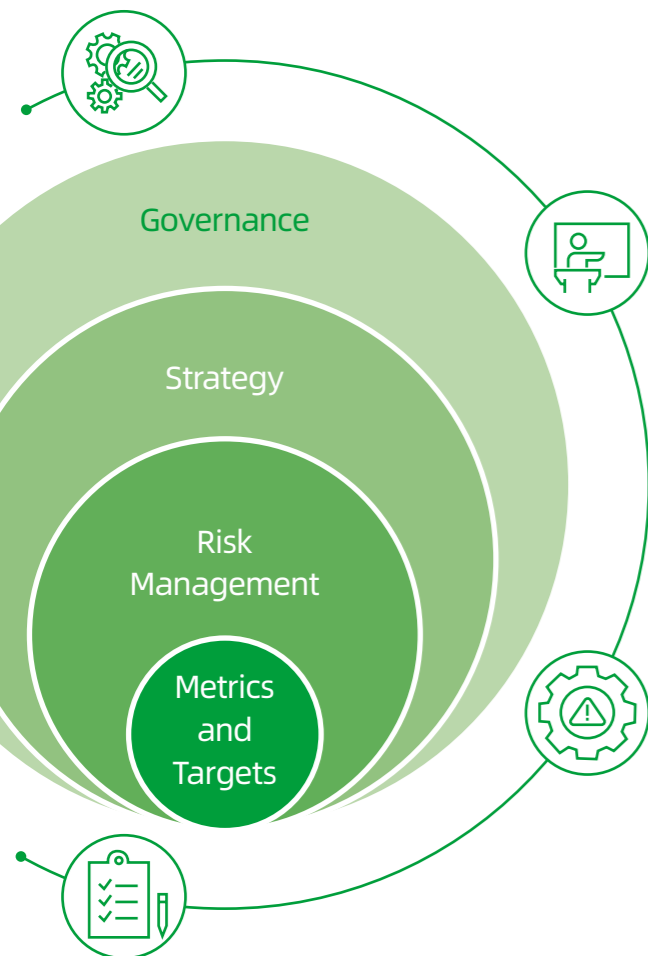 Governance
Strategy
Risk
Management
Metrics
and
Targets